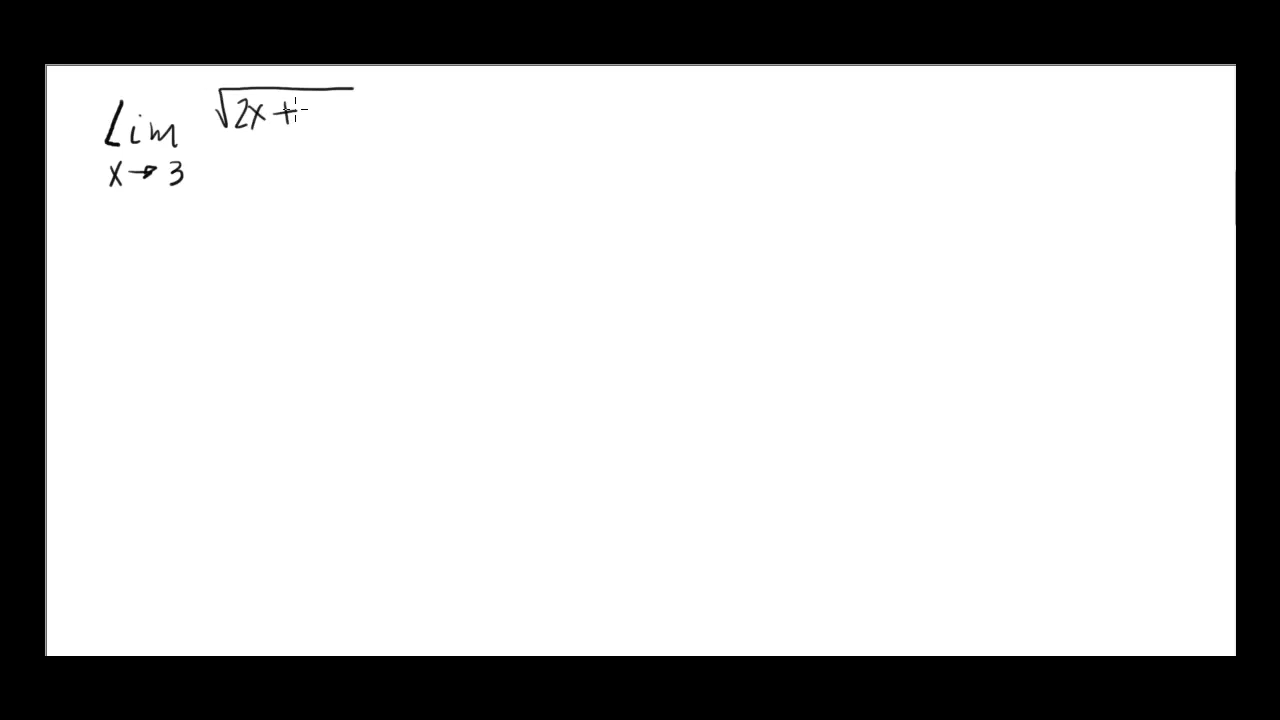 Lim √2x +
x → 3